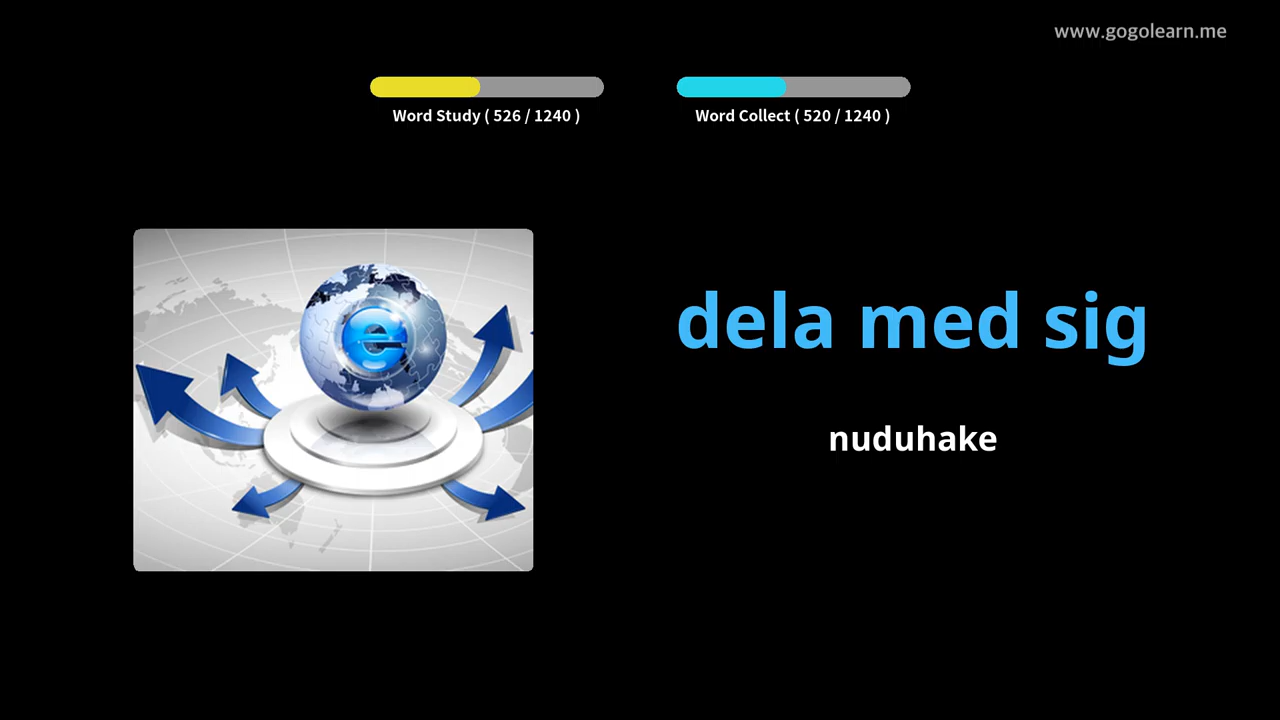 www.gogolearn.me
Word Study ( 526 / 1240 )
Word Collect ( 520 / 1240 )
e
dela med sig
nuduhake